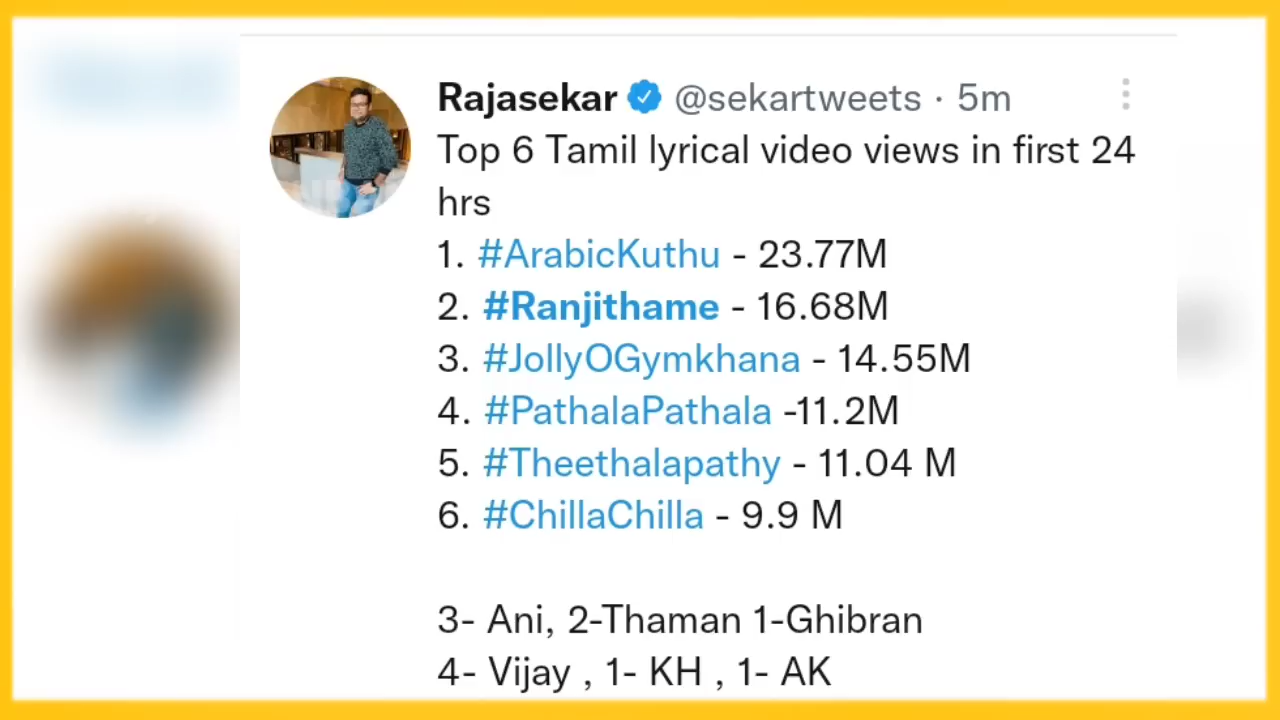 Rajasekar @sekartweets · 5m
Top 6 Tamil lyrical video views in first 24
hrs
1. #ArabicKuthu - 23.77M
2. #Ranjithame - 16.68M
3. #JollyOGymkhana - 14.55M
4. #PathalaPathala -11.2M
5. #Theethalapathy - 11.04 M
6. #ChillaChilla - 9.9 M
3- Ani, 2-Thaman 1-Ghibran
4- Vijay , 1- KH , 1- AK